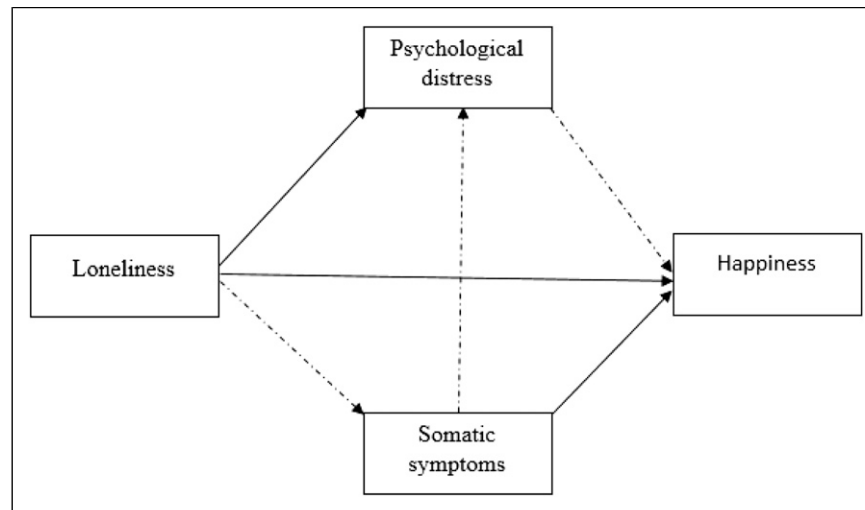 Psychological
distress
Loneliness
Happiness
Somatic
symptoms